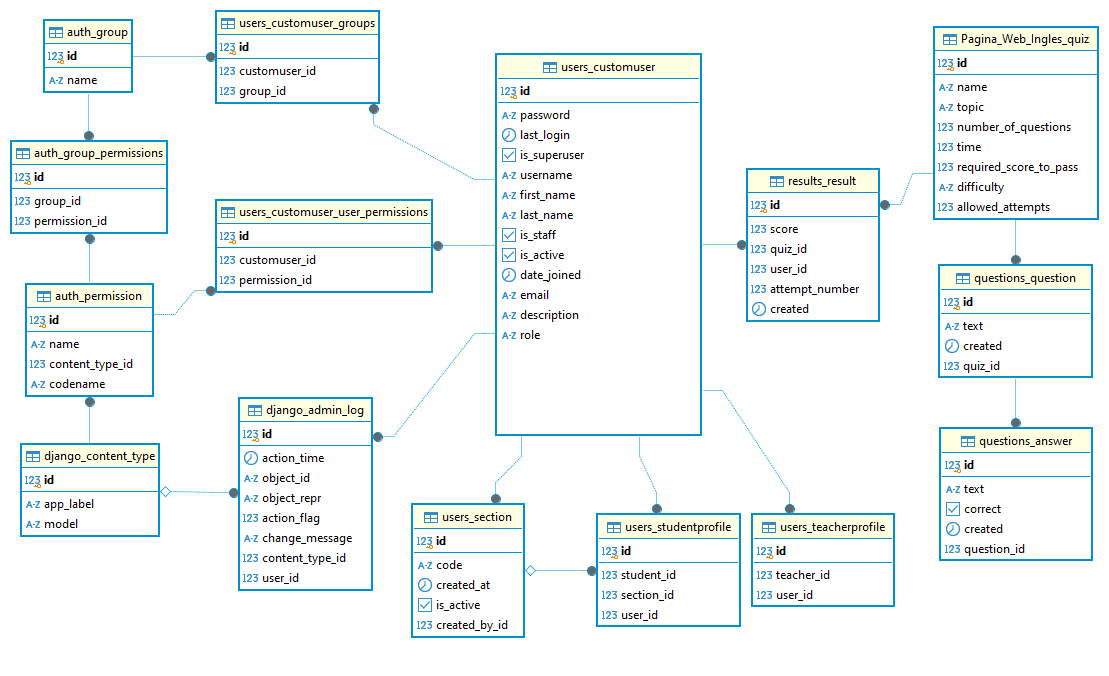 auth_group
123 id
A-Z name
users_customuser_groups
123 id
123 customuser_id
123 group_id
auth_group_permissions
123 id
123 group_id
123 permission_id
users_customuser_user_permissions
123 id
123 customuser_id
123 permission_id
auth_permission
123 id
A-Z name
123 content_type_id
A-Z codename
django_content_type
123 id
A-Z app_label
A-Z model
django_admin_log
123 id
action_time
A-Z object_id
A-Z object_repr
123 action_flag
A-Z change_message
123 content_type_id
123 user_id
users_customuser
123 id
A-Z password
last_login
is_superuser
A-Z username
A-Z first_name
A-Z last_name
is_staff
is_active
date_joined
A-Z email
A-Z description
A-Z role
users_section
123 id
A-Z code
created_at
is_active
123 created_by_id
users_studentprofile
123 id
123 student_id
123 section_id
123 user_id
users_teacherprofile
123 id
123 teacher_id
123 user_id
results_result
123 id
123 score
123 quiz_id
123 user_id
123 attempt_number
created
Pagina_Web_Ingles_quiz
123 id
A-Z name
A-Z topic
123 number_of_questions
123 time
123 required_score_to_pass
A-Z difficulty
123 allowed_attempts
questions_question
123 id
A-Z text
created
123 quiz_id
questions_answer
123 id
A-Z text
correct
created
123 question_id